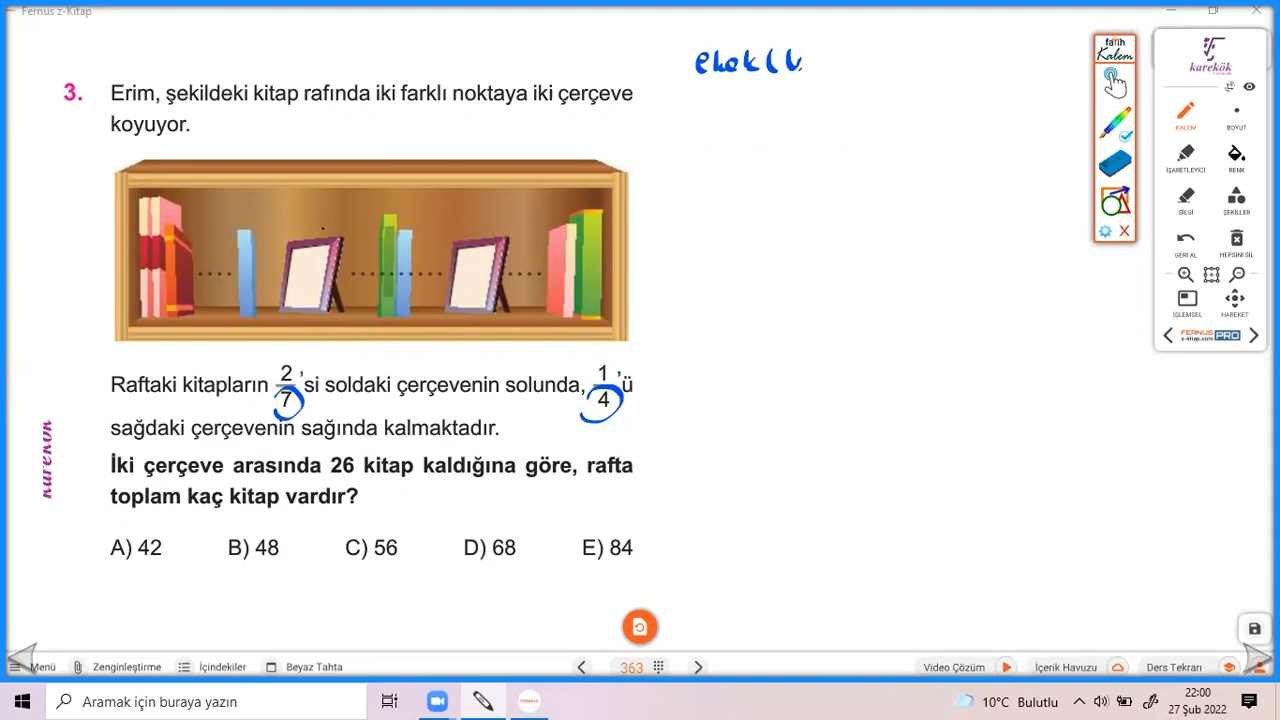 Fernus z-Kitap
3. Erim, şekildeki kitap rafında iki farklı noktaya iki çerçeve
koyuyor.
Raftaki kitapların 2/7'si soldaki çerçevenin solunda, 1/4'ü
sağdaki çerçevenin sağında kalmaktadır.
İki çerçeve arasında 26 kitap kaldığına göre, rafta
toplam kaç kitap vardır?
A) 42 B) 48 C) 56 D) 68 E) 84
fatih
Kalem
karekök
KALEM
BOYUT
İŞARETLEYİCİ
RENK
SİLGİ
ŞEKİLLER
GERİ AL
HEPSİNİ SİL
İŞLEMSEL
HAREKET
FERNUS
z-kitap.com
PRO
Menü Zenginleştirme İçindekiler Beyaz Tahta 363 Video Çözüm İçerik Havuzu Ders Tekrarı
Aramak için buraya yazın
10°C Bulutlu
22:00
27 Şub 2022